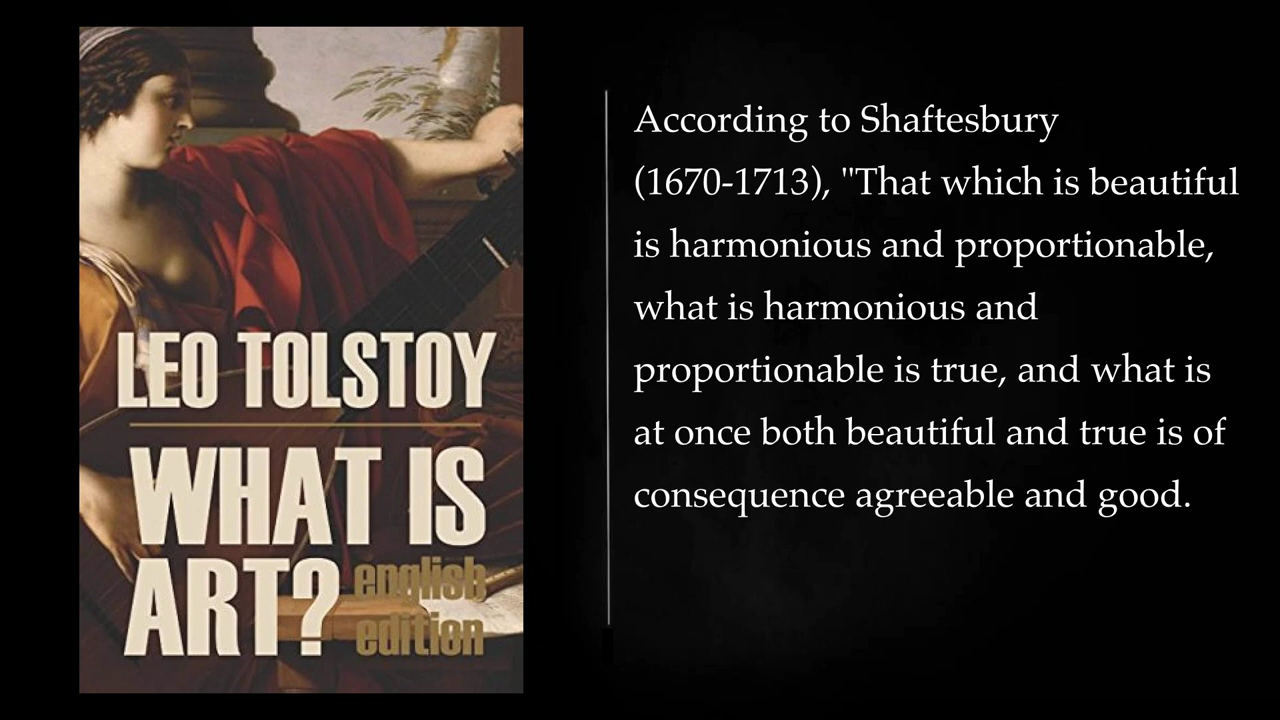 LEO TOLSTOY
WHAT IS
ART?
english
edition
According to Shaftesbury
(1670-1713), "That which is beautiful
is harmonious and proportionable,
what is harmonious and
proportionable is true, and what is
at once both beautiful and true is of
consequence agreeable and good.